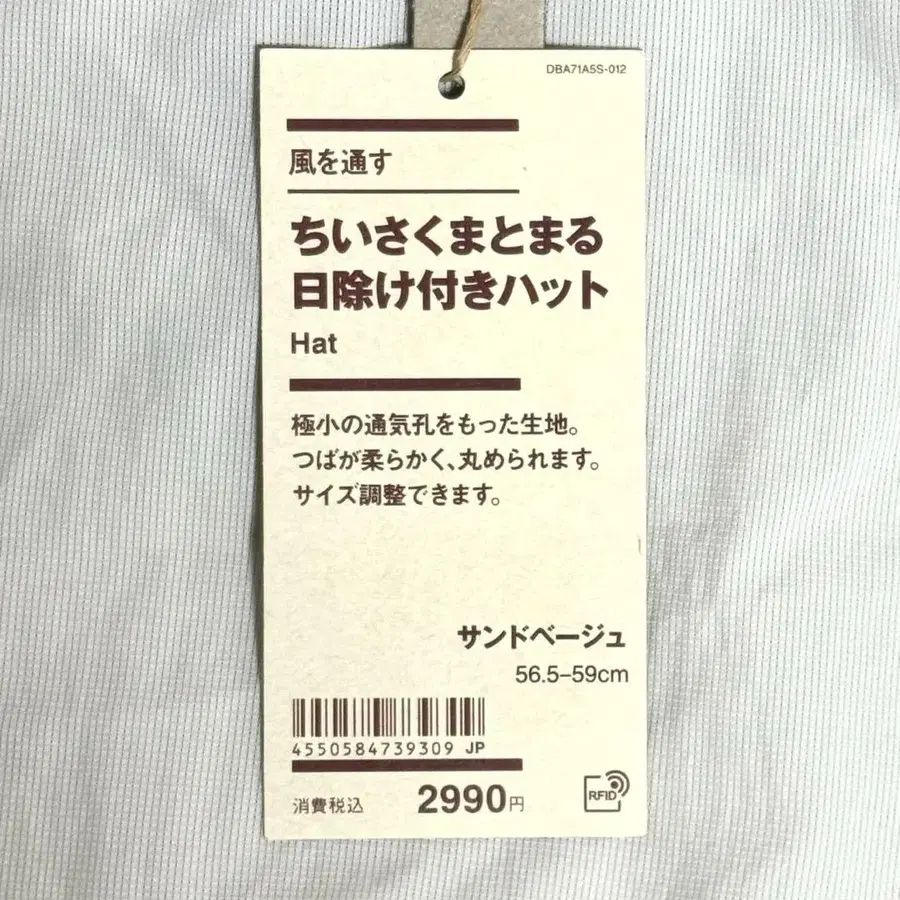 DBA71A5S-012
風を通す
ちいさくまとまる
日除け付きハット
Hat
極小の通気孔をもった生地。
つばが柔らかく、丸められます。
サイズ調整できます。
サンドベージュ
56.5–59cm
4550584739309 JP
消費税込 2990円
RFID